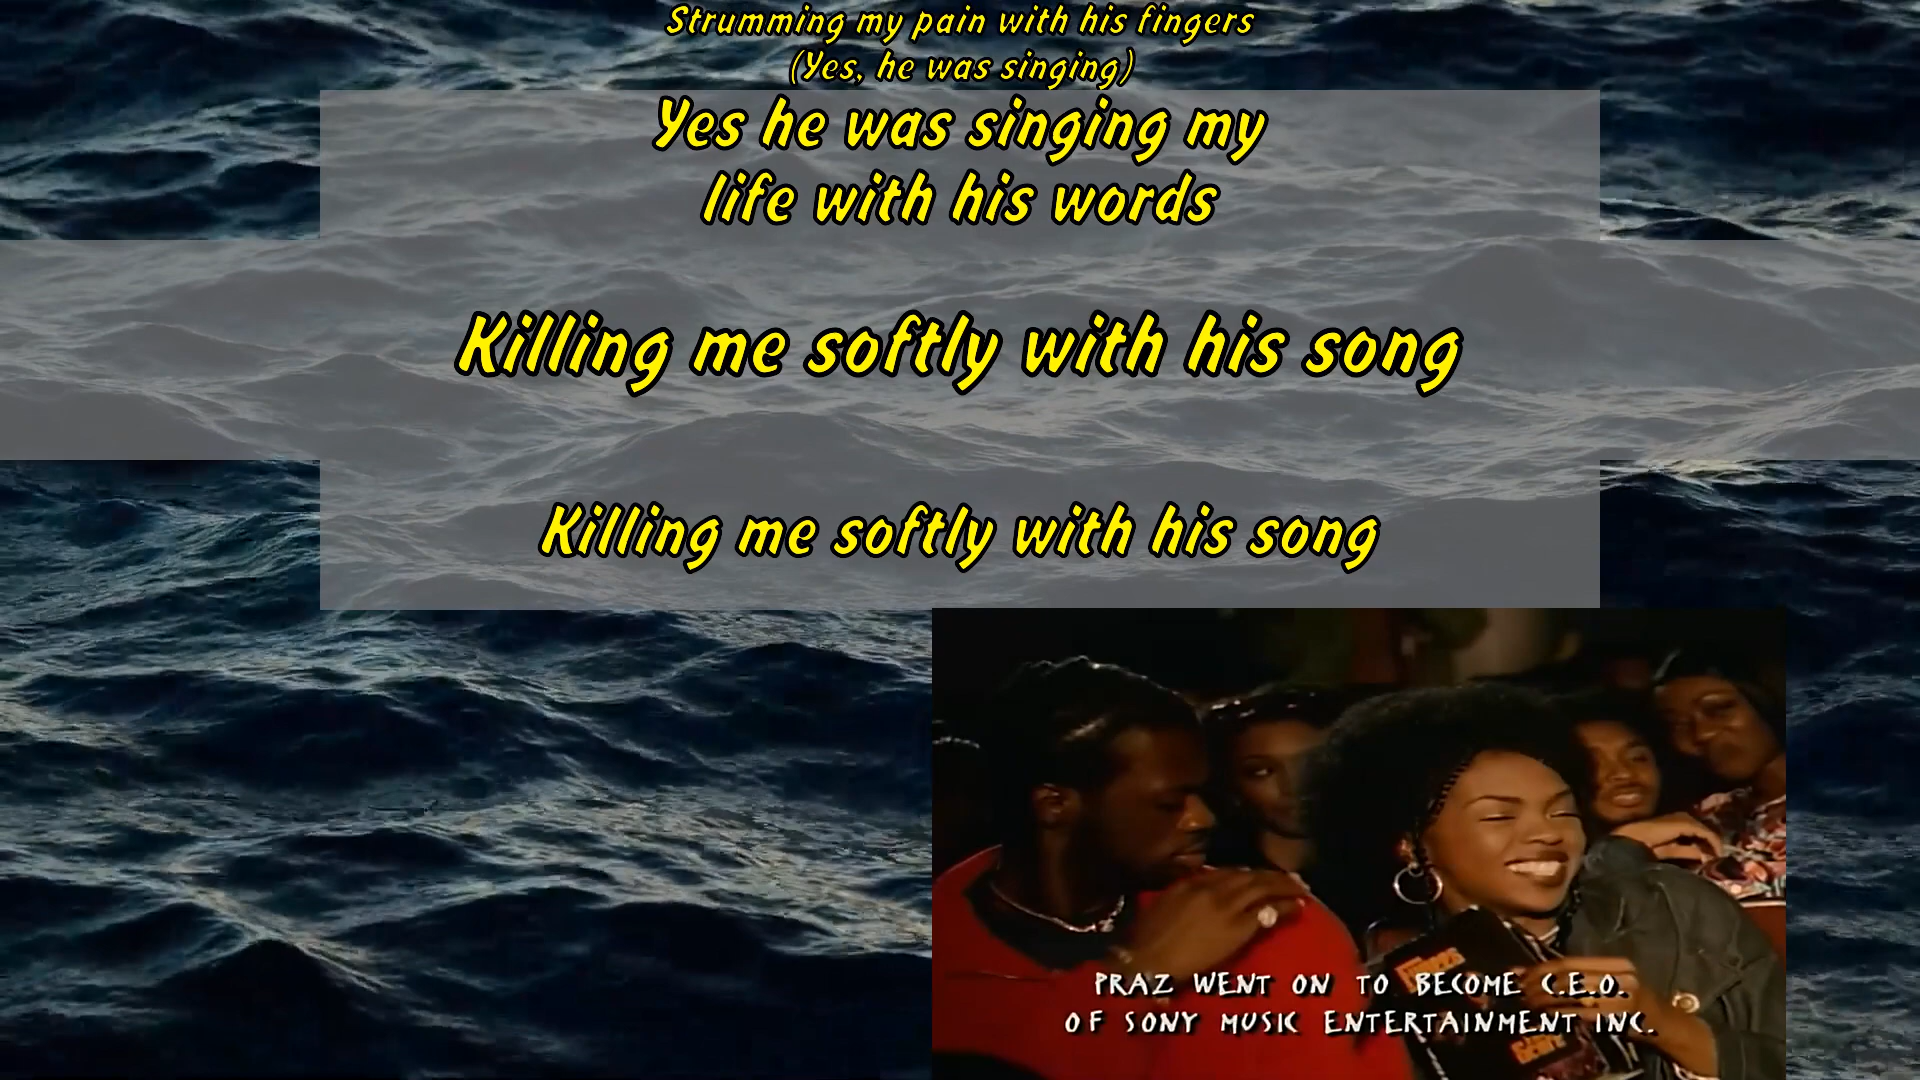 Strumming my pain with his fingers
(Yes, he was singing)
Yes he was singing my
life with his words
Killing me softly with his song
Killing me softly with his song
PRAZ WENT ON TO BECOME C.E.O.
OF SONY MUSIC ENTERTAINMENT INC.